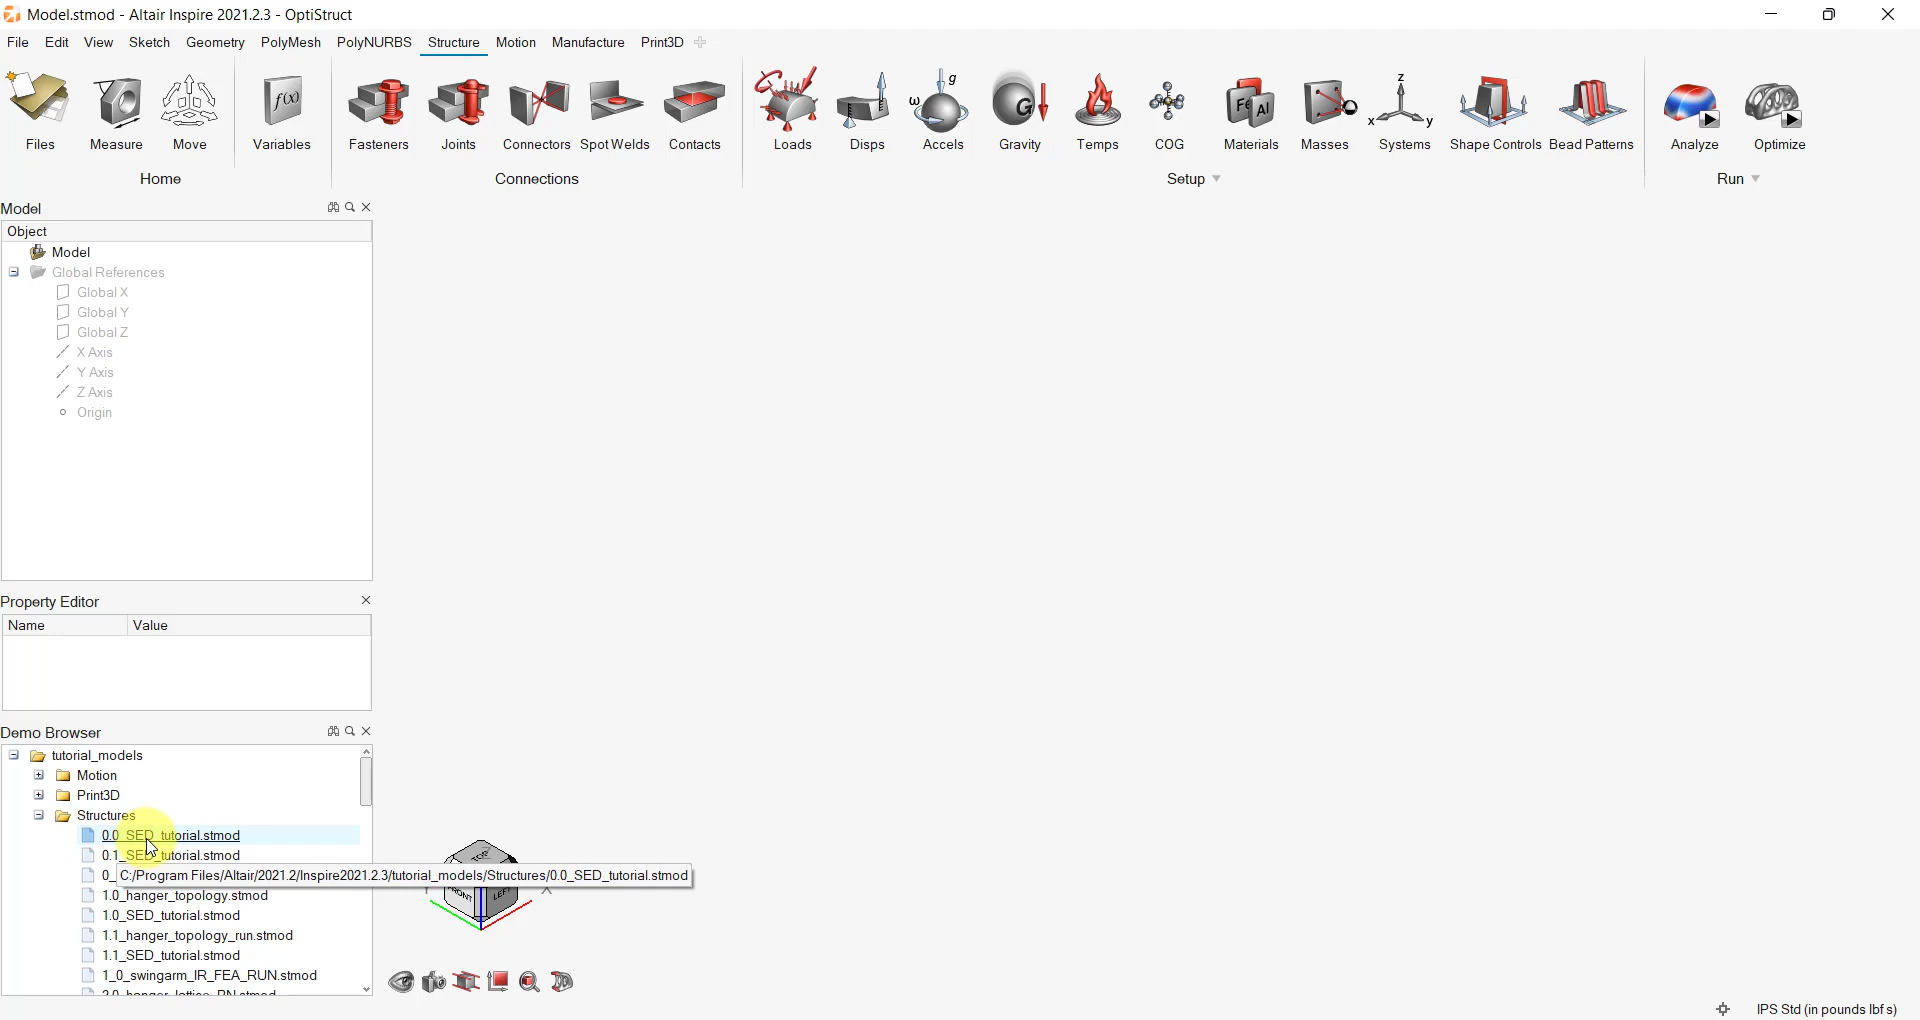 Model.stmod - Altair Inspire 2021.2.3 - OptiStruct
File Edit View Sketch Geometry PolyMesh PolyNURBS Structure Motion Manufacture Print3D
Files Measure Move Variables Fasteners Joints Connectors Spot Welds Contacts Loads Disps Accels Gravity Temps COG Materials Masses Systems Shape Controls Bead Patterns Analyze Optimize
Home Connections Setup Run
Model
Object
Model
Global References
Global X
Global Y
Global Z
X Axis
Y Axis
Z Axis
Origin
Property Editor
Name Value
Demo Browser
tutorial_models
Motion
Print3D
Structures
0.0_SED_tutorial.stmod
0.1_SED_tutorial.stmod
C:/Program Files/Altair/2021.2/Inspire2021.2.3/tutorial_models/Structures/0.0_SED_tutorial.stmod
1.0_hanger_topology.stmod
1.0_SED_tutorial.stmod
1.1_hanger_topology_run.stmod
1.1_SED_tutorial.stmod
1_0_swingarm_IR_FEA_RUN.stmod
IPS Std (in pounds lbf s)